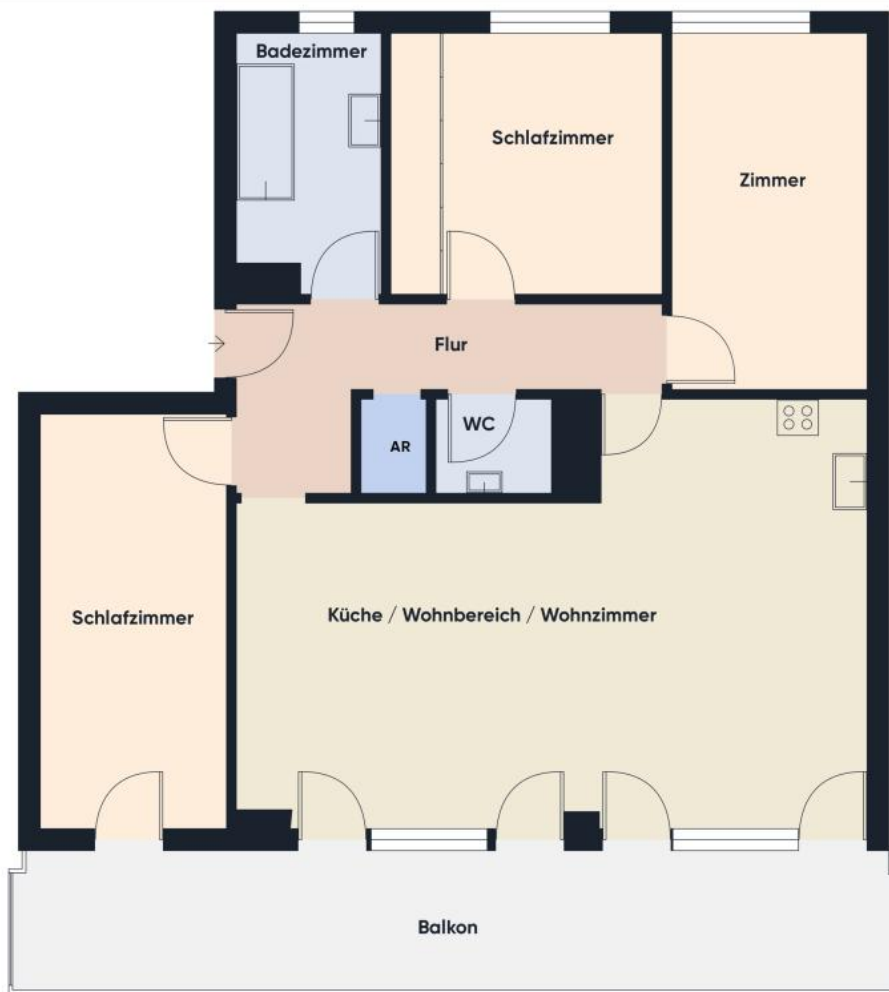 Badezimmer
Schlafzimmer
Zimmer
Flur
AR
WC
Schlafzimmer
Küche / Wohnbereich / Wohnzimmer
Balkon